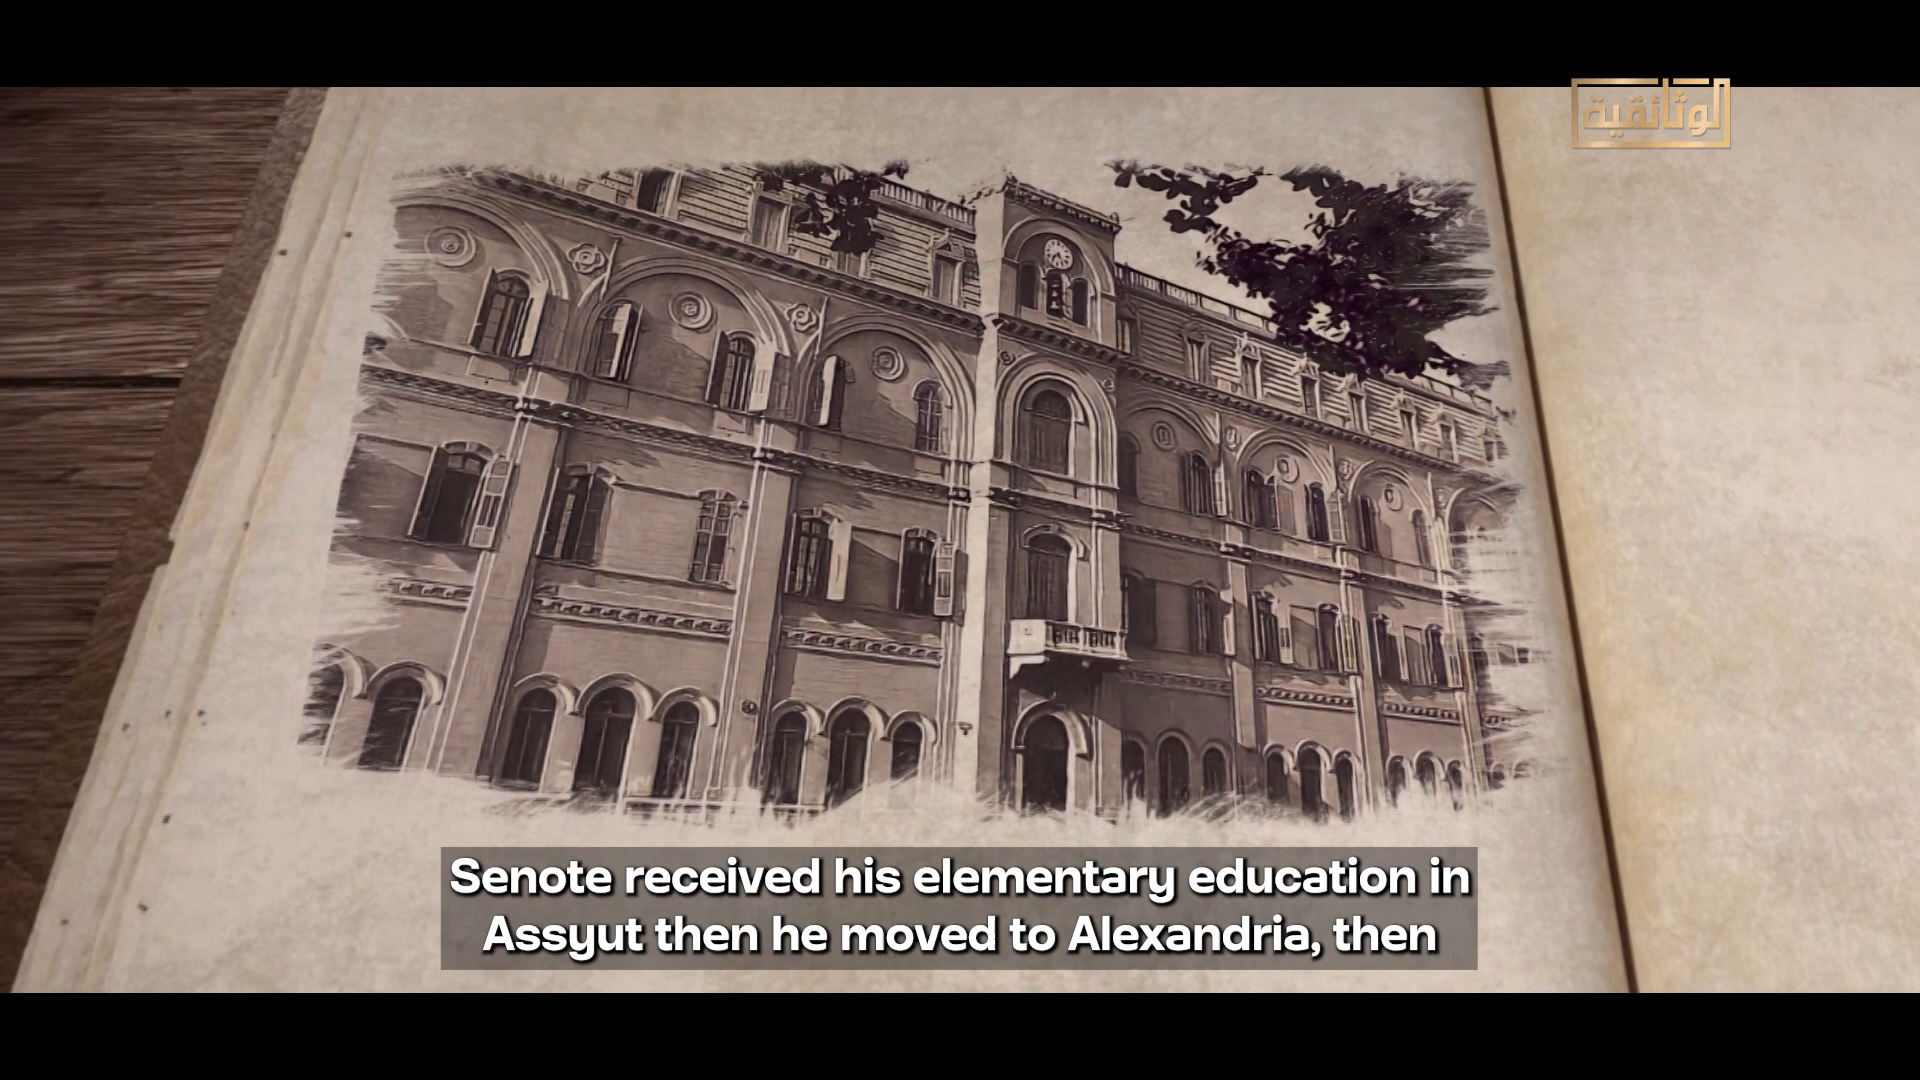 الوثائقية
Senote received his elementary education in
Assyut then he moved to Alexandria, then